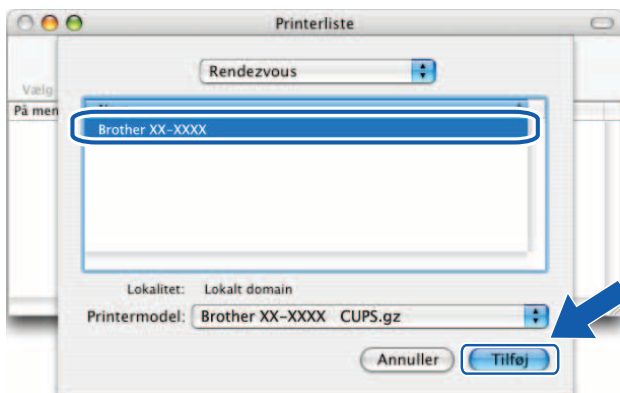 Printerliste
Rendezvous
Vælg
På men
Brother XX-XXXX
Lokalitet: Lokalt domain
Printermodel: Brother XX-XXXX CUPS.gz
Annuller Tilføj